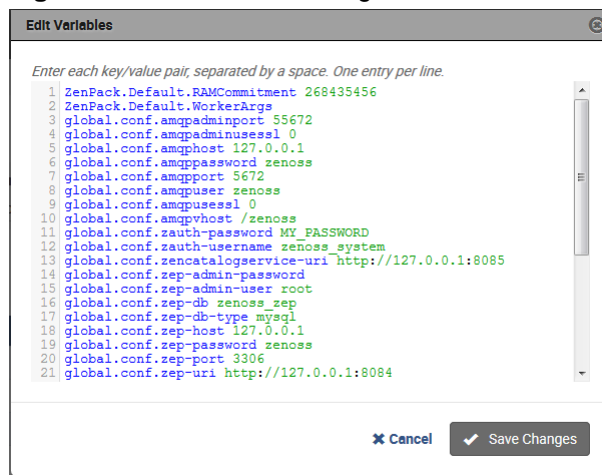 Edit Variables
Enter each key/value pair, separated by a space. One entry per line.
1 ZenPack.Default.RAMCommitment 268435456
2 ZenPack.Default.WorkerArgs
3 global.conf.amqpadminport 55672
4 global.conf.amqpadminusessl 0
5 global.conf.amqphost 127.0.0.1
6 global.conf.amqppassword zenoss
7 global.conf.amqpport 5672
8 global.conf.amqpuser zenoss
9 global.conf.amqpusessl 0
10 global.conf.amqpvhost /zenoss
11 global.conf.zauth-password MY_PASSWORD
12 global.conf.zauth-username zenoss_system
13 global.conf.zencatalogservice-uri http://127.0.0.1:8085
14 global.conf.zep-admin-password
15 global.conf.zep-admin-user root
16 global.conf.zep-db zenoss_zep
17 global.conf.zep-db-type mysql
18 global.conf.zep-host 127.0.0.1
19 global.conf.zep-password zenoss
20 global.conf.zep-port 3306
21 global.conf.zep-uri http://127.0.0.1:8084
Cancel Save Changes